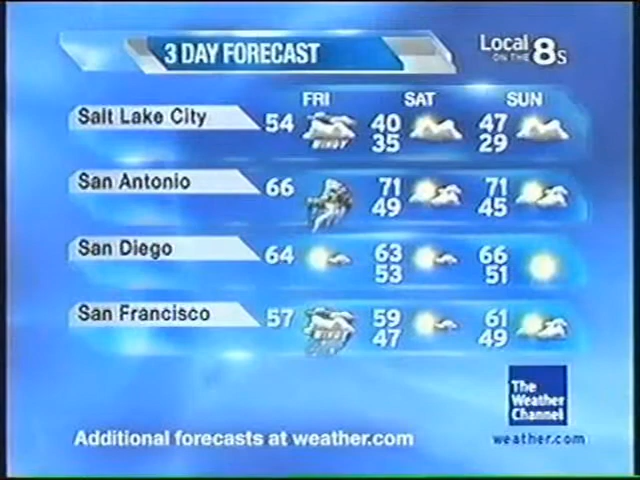 3 DAY FORECAST
Local
ON THE 8s
FRI SAT SUN
Salt Lake City 54 40 47
WINDY
35 29
San Antonio 66 71 71
49 45
San Diego 64 63 66
53 51
San Francisco 57 59 61
WIND
47 49
The
Weather
Channel
Additional forecasts at weather.com
weather.com